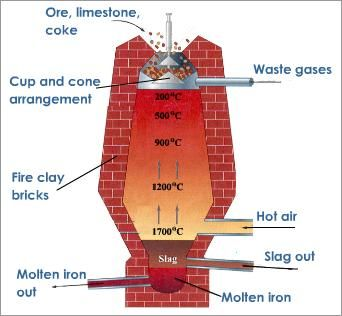 Ore, limestone,
coke
Cup and cone
arrangement
Waste gases
200°C
500°C
900°C
Fire clay
bricks
1200°C
Hot air
1700°C
Slag
Slag out
Molten iron
out
Molten iron